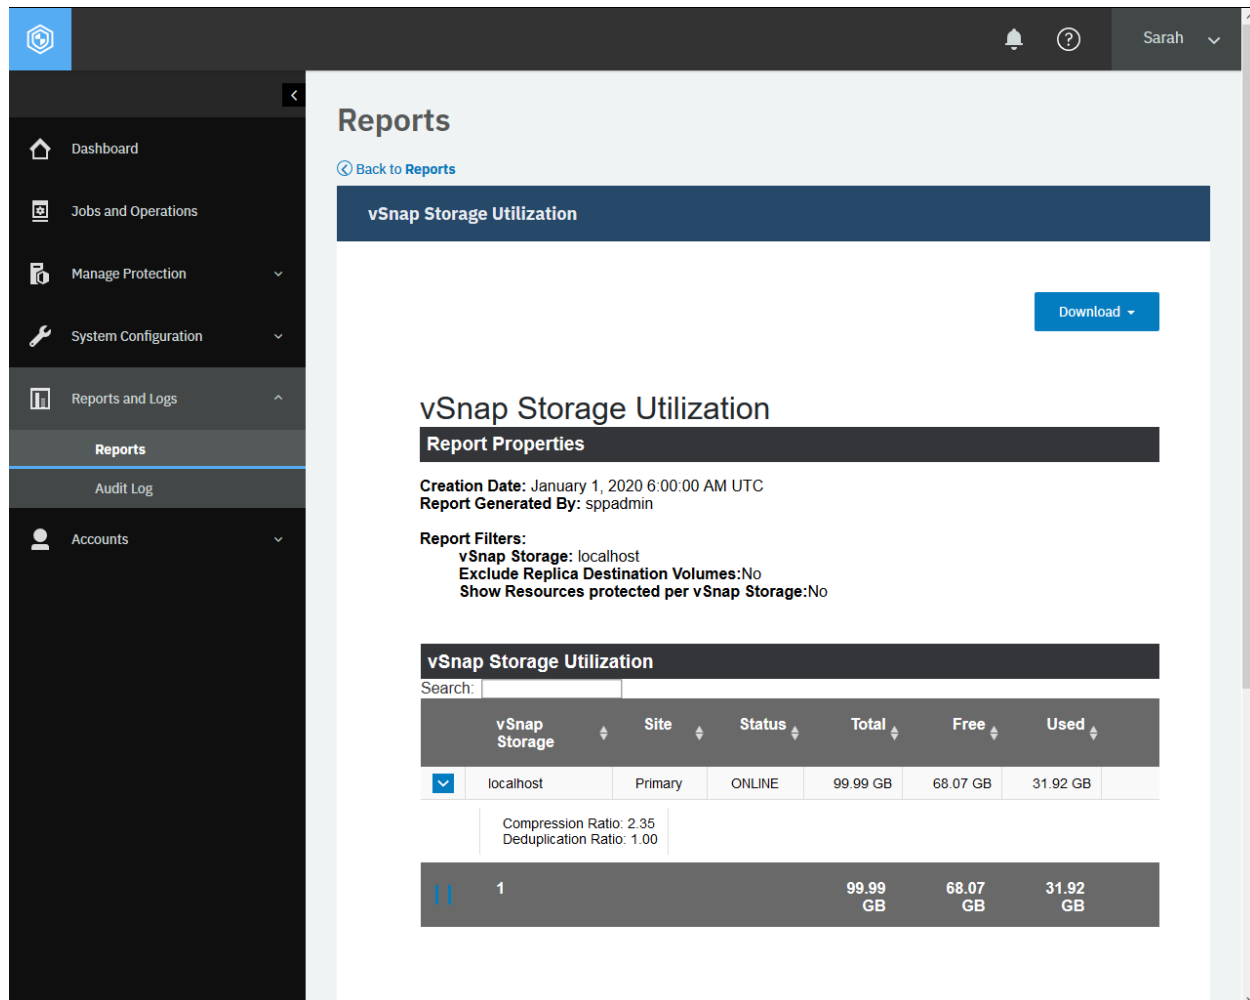 Sarah
Dashboard
Jobs and Operations
Manage Protection
System Configuration
Reports and Logs
Reports
Audit Log
Accounts
Reports
Back to Reports
vSnap Storage Utilization
Download
vSnap Storage Utilization
Report Properties
Creation Date: January 1, 2020 6:00:00 AM UTC
Report Generated By: sppadmin
Report Filters:
vSnap Storage: localhost
Exclude Replica Destination Volumes:No
Show Resources protected per vSnap Storage:No
vSnap Storage Utilization
Search:
vSnap Storage Site Status Total Free Used
localhost Primary ONLINE 99.99 GB 68.07 GB 31.92 GB
Compression Ratio: 2.35
Deduplication Ratio: 1.00
1 99.99 GB 68.07 GB 31.92 GB